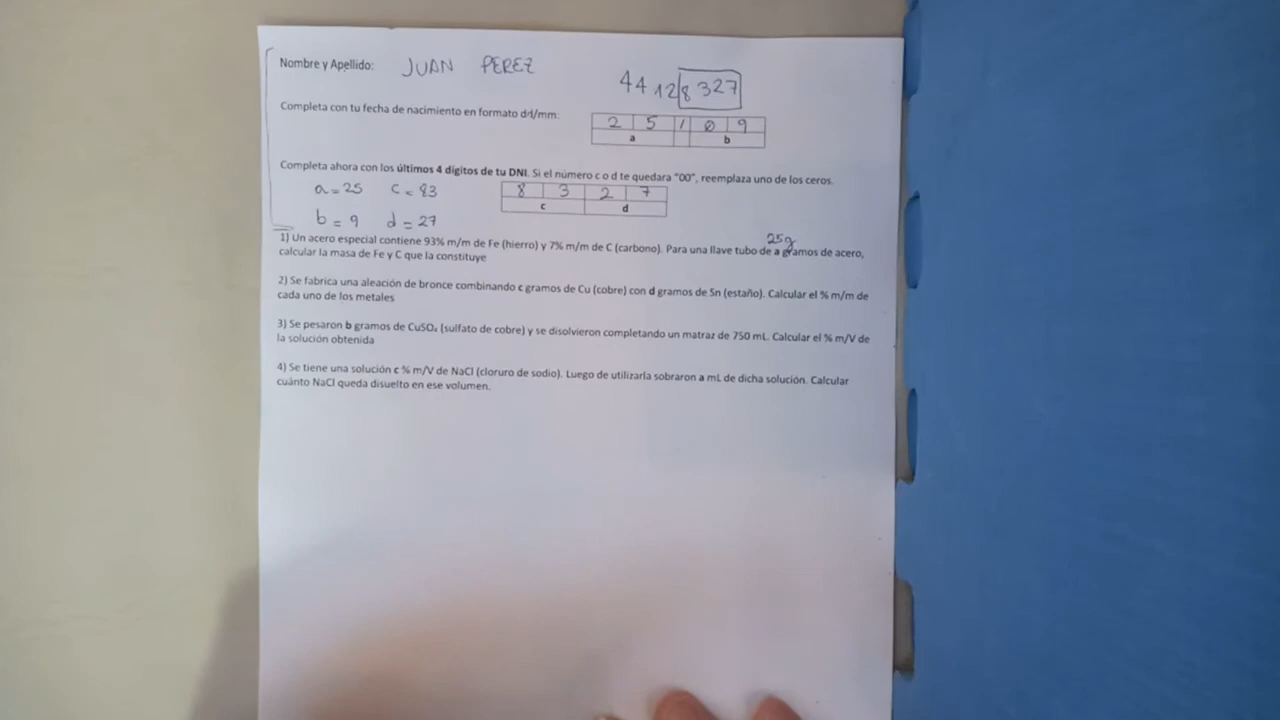 Nombre y Apellido: JUAN PEREZ
44128327
Completa con tu fecha de nacimiento en formato dd/mm.
2 5 / 0 9
a b
Completa ahora con los últimos 4 dígitos de tu DNI. Si el número c o d te quedara "00", reemplaza uno de los ceros.
a = 25 c = 83
8 3 2 7
c d
b = 9 d = 27
25g
1) Un acero especial contiene 93% m/m de Fe (hierro) y 7% m/m de C (carbono). Para una llave tubo de a gramos de acero,
calcular la masa de Fe y C que la constituye
2) Se fabrica una aleación de bronce combinando c gramos de Cu (cobre) con d gramos de Sn (estaño). Calcular el % m/m de
cada uno de los metales
3) Se pesaron b gramos de CuSO₄ (sulfato de cobre) y se disolvieron completando un matraz de 750 mL. Calcular el % m/V de
la solución obtenida
4) Se tiene una solución c % m/V de NaCl (cloruro de sodio). Luego de utilizarla sobraron a mL de dicha solución. Calcular
cuánto NaCl queda disuelto en ese volumen.